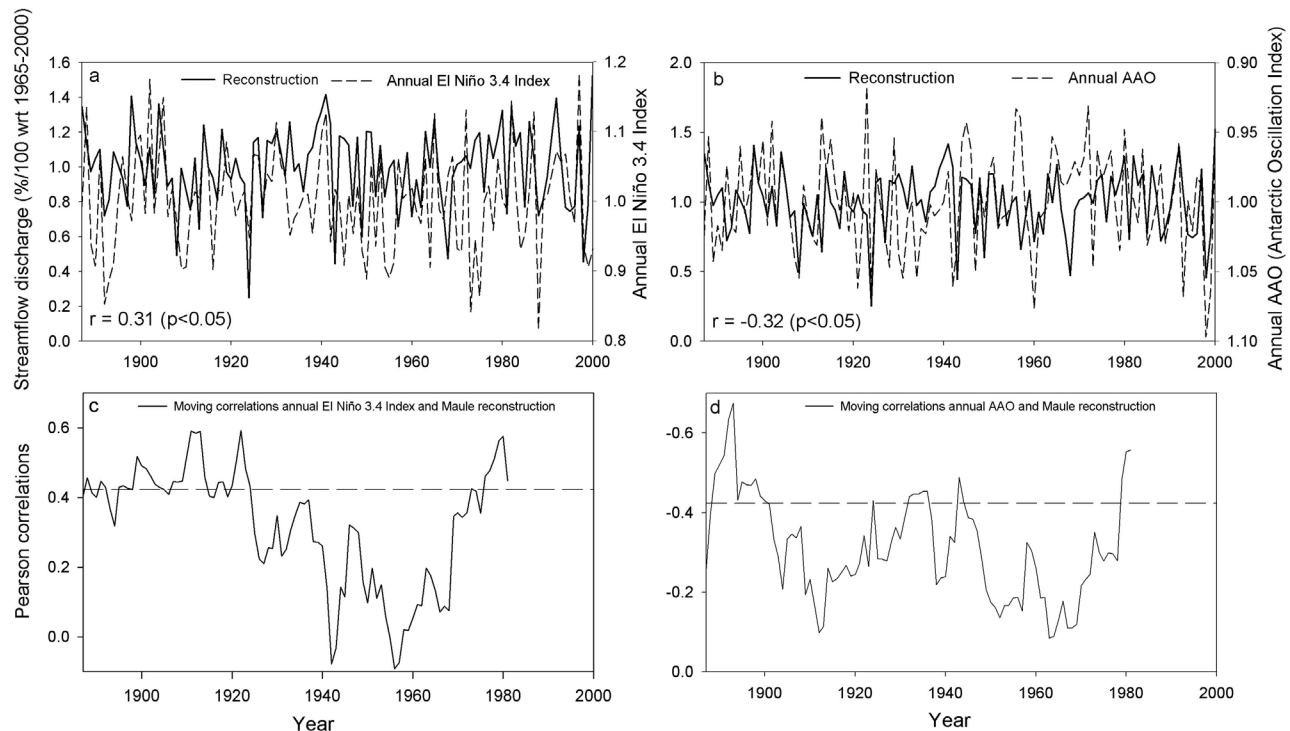 Streamflow discharge (%/100 wrt 1965-2000)
1.6
1.4
1.2
1.0
0.8
0.6
0.4
0.2
0.0
a
Reconstruction
Annual El Niño 3.4 Index
r = 0.31 (p<0.05)
1.2
1.1
1.0
0.9
0.8
Annual El Niño 3.4 Index
1900 1920 1940 1960 1980 2000
2.0
1.5
1.0
0.5
0.0
b
Reconstruction
Annual AAO
r = -0.32 (p<0.05)
0.90
0.95
1.00
1.05
1.10
Annual AAO (Antarctic Oscillation Index)
1900 1920 1940 1960 1980 2000
Pearson correlations
0.6
0.4
0.2
0.0
c
Moving correlations annual El Niño 3.4 Index and Maule reconstruction
1900 1920 1940 1960 1980 2000
Year
-0.6
-0.4
-0.2
0.0
d
Moving correlations annual AAO and Maule reconstruction
1900 1920 1940 1960 1980 2000
Year